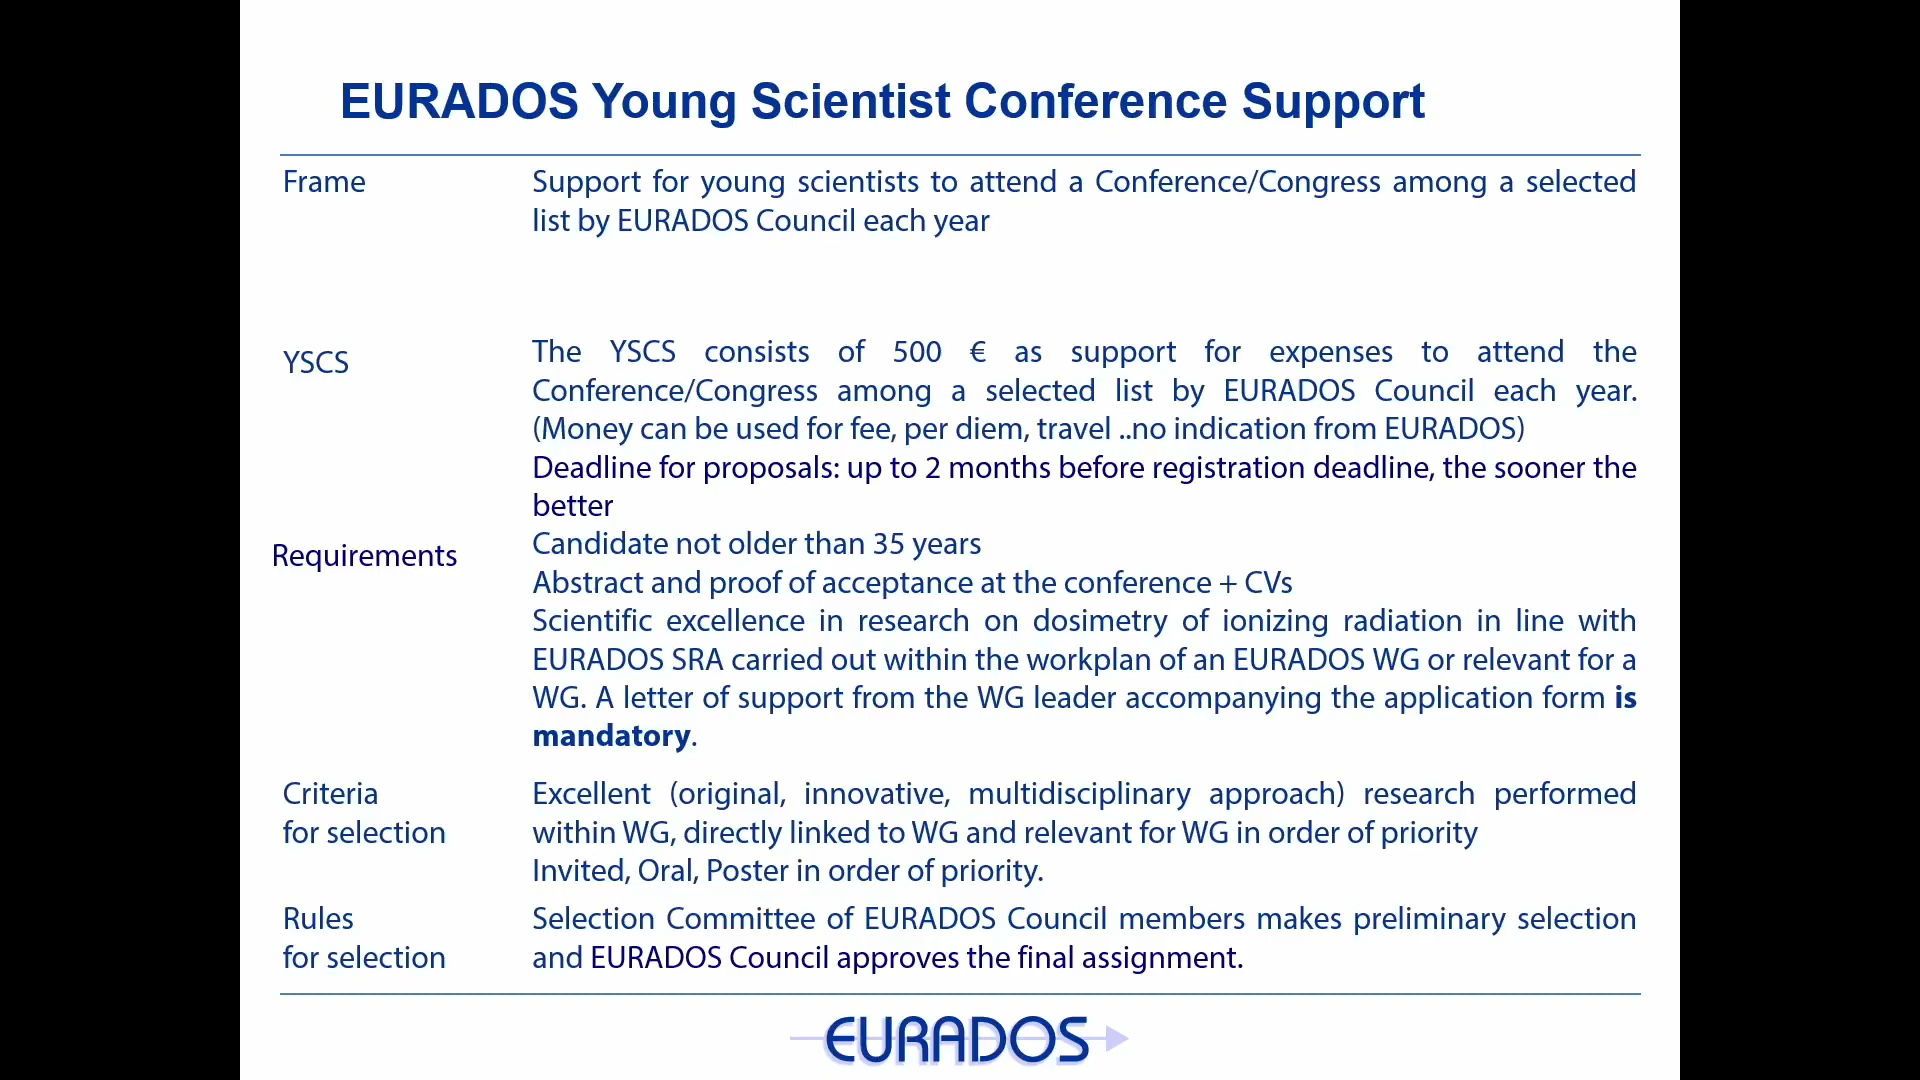 EURADOS Young Scientist Conference Support
Frame
Support for young scientists to attend a Conference/Congress among a selected
list by EURADOS Council each year
YSCS
The YSCS consists of 500 € as support for expenses to attend the
Conference/Congress among a selected list by EURADOS Council each year.
(Money can be used for fee, per diem, travel ..no indication from EURADOS)
Deadline for proposals: up to 2 months before registration deadline, the sooner the
better
Requirements
Candidate not older than 35 years
Abstract and proof of acceptance at the conference + CVs
Scientific excellence in research on dosimetry of ionizing radiation in line with
EURADOS SRA carried out within the workplan of an EURADOS WG or relevant for a
WG. A letter of support from the WG leader accompanying the application form is
mandatory.
Criteria
for selection
Excellent (original, innovative, multidisciplinary approach) research performed
within WG, directly linked to WG and relevant for WG in order of priority
Invited, Oral, Poster in order of priority.
Rules
for selection
Selection Committee of EURADOS Council members makes preliminary selection
and EURADOS Council approves the final assignment.
EURADOS